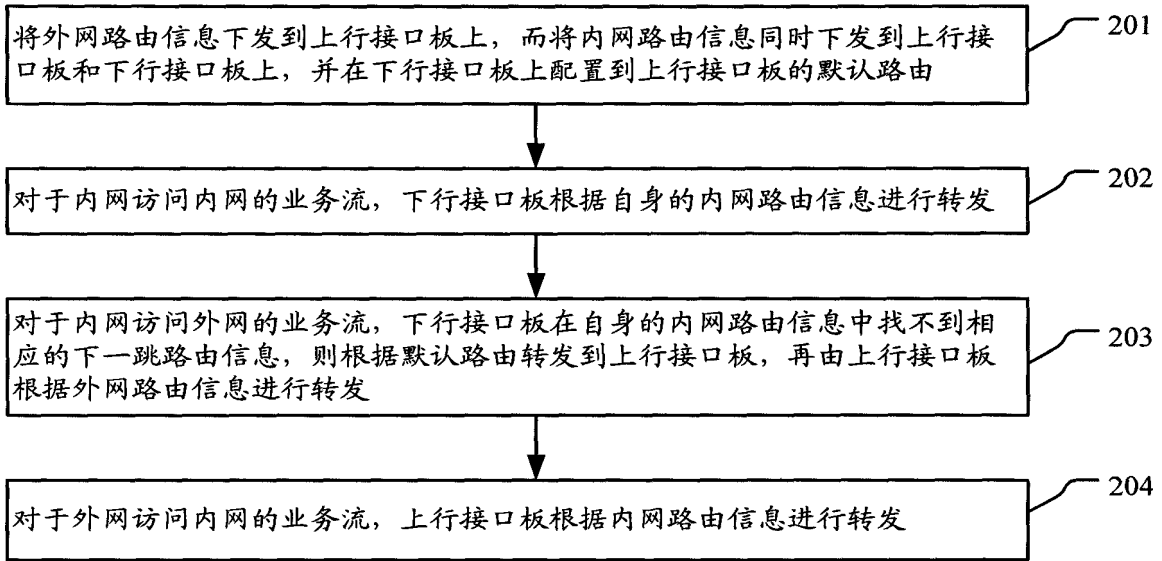 将外网路由信息下发到上行接口板上，而将内网路由信息同时下发到上行接
口板和下行接口板上，并在下行接口板上配置到上行接口板的默认路由
201
对于内网访问内网的业务流，下行接口板根据自身的内网路由信息进行转发
202
对于内网访问外网的业务流，下行接口板在自身的内网路由信息中找不到相
应的下一跳路由信息，则根据默认路由转发到上行接口板，再由上行接口板
根据外网路由信息进行转发
203
对于外网访问内网的业务流，上行接口板根据内网路由信息进行转发
204